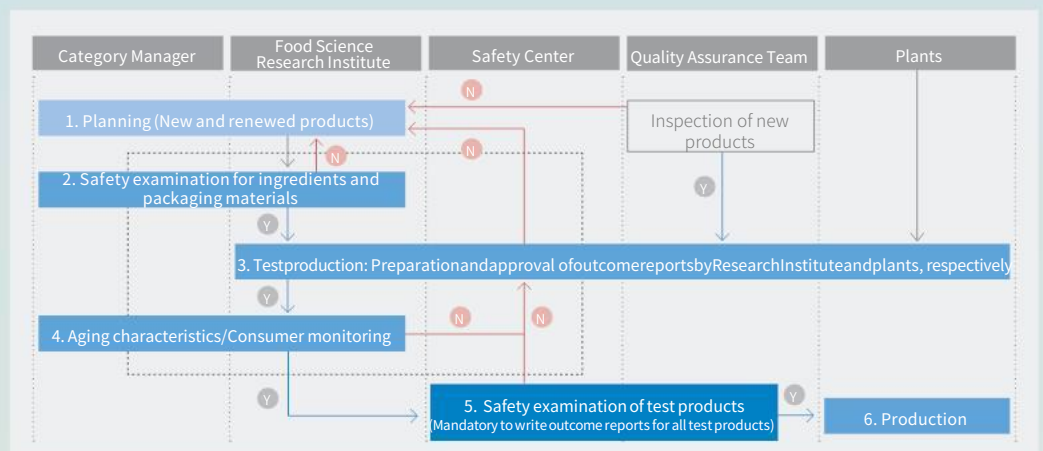 Category Manager
Food Science
Research Institute
Safety Center
Quality Assurance Team
Plants
N
1. Planning (New and renewed products)
Inspection of new
products
N
N
2. Safety examination for ingredients and
packaging materials
Y
Y
3. Testproduction: Preparationandapproval ofoutcomereportsbyResearchInstituteandplants, respectively
Y
N
N
4. Aging characteristics/Consumer monitoring
Y
5. Safety examination of test products
(Mandatory to write outcome reports for all test products)
Y
6. Production